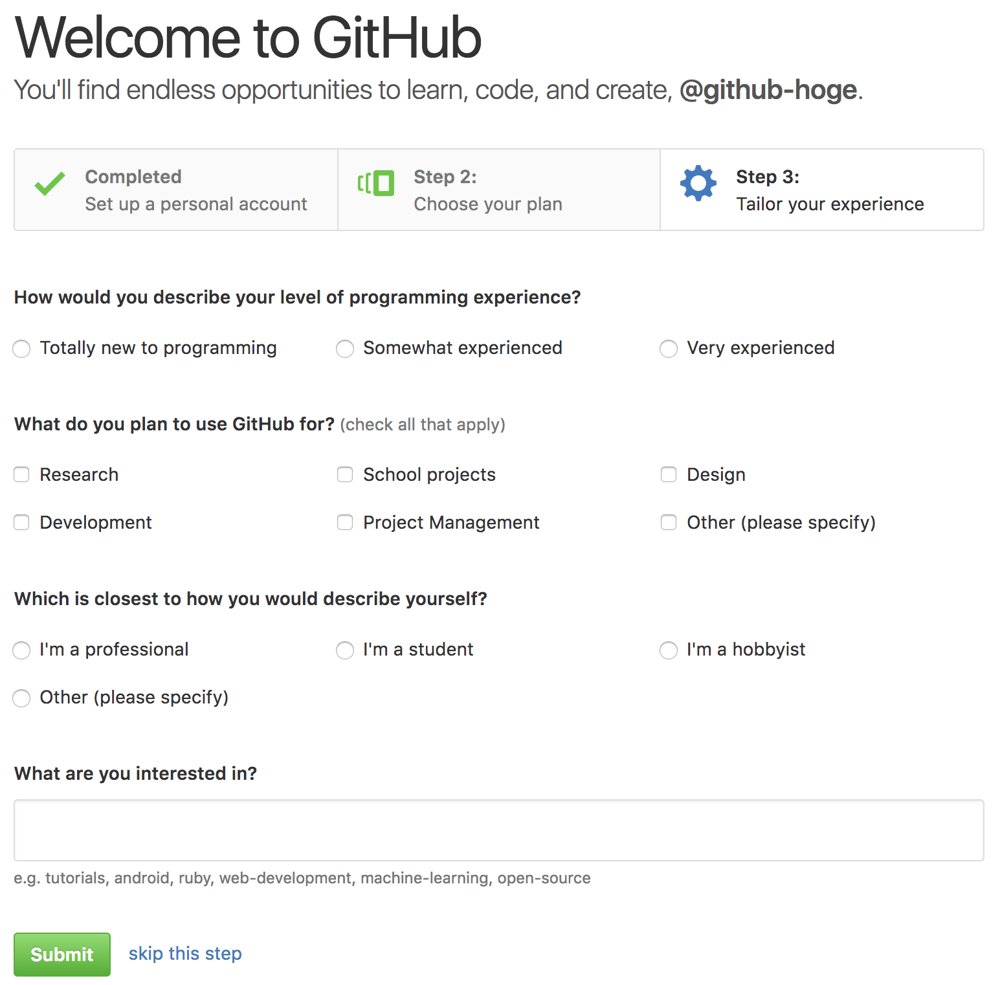 Welcome to GitHub
You'll find endless opportunities to learn, code, and create, @github-hoge.
Completed
Set up a personal account
Step 2:
Choose your plan
Step 3:
Tailor your experience
How would you describe your level of programming experience?
Totally new to programming
Somewhat experienced
Very experienced
What do you plan to use GitHub for? (check all that apply)
Research
School projects
Design
Development
Project Management
Other (please specify)
Which is closest to how you would describe yourself?
I'm a professional
I'm a student
I'm a hobbyist
Other (please specify)
What are you interested in?
e.g. tutorials, android, ruby, web-development, machine-learning, open-source
Submit
skip this step